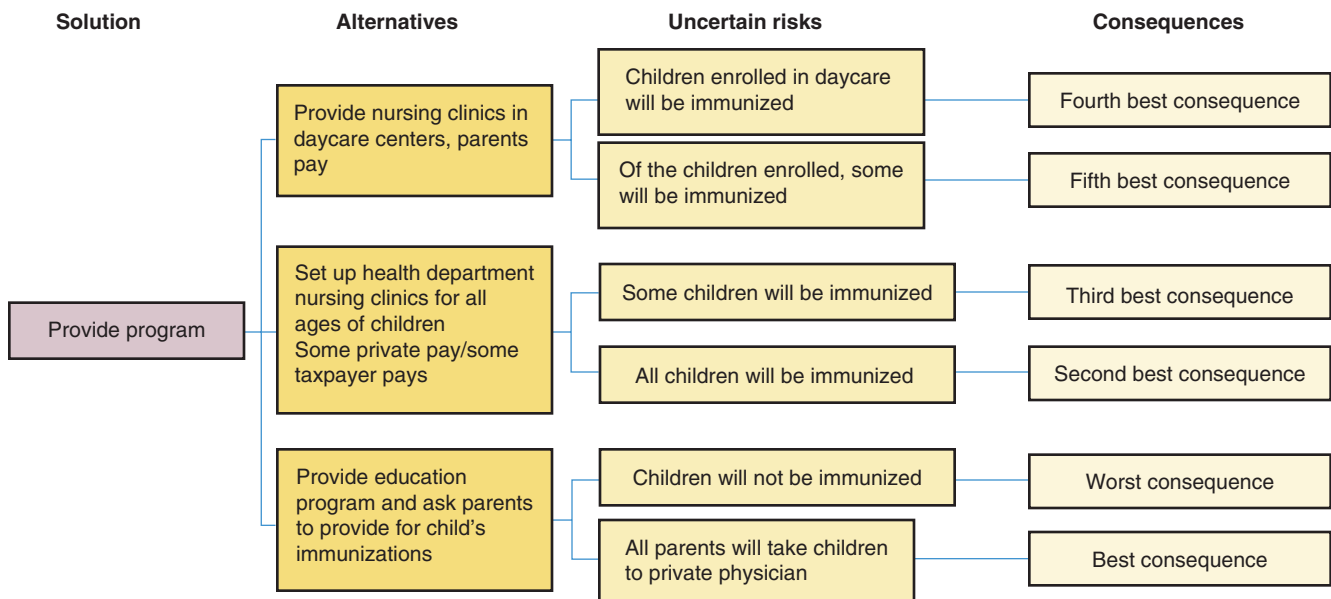 Solution
Alternatives
Uncertain risks
Consequences
Provide program
Provide nursing clinics in
daycare centers, parents
pay
Children enrolled in daycare
will be immunized
Fourth best consequence
Of the children enrolled, some
will be immunized
Fifth best consequence
Set up health department
nursing clinics for all
ages of children
Some private pay/some
taxpayer pays
Some children will be immunized
Third best consequence
All children will be immunized
Second best consequence
Provide education
program and ask parents
to provide for child’s
immunizations
Children will not be immunized
Worst consequence
All parents will take children
to private physician
Best consequence